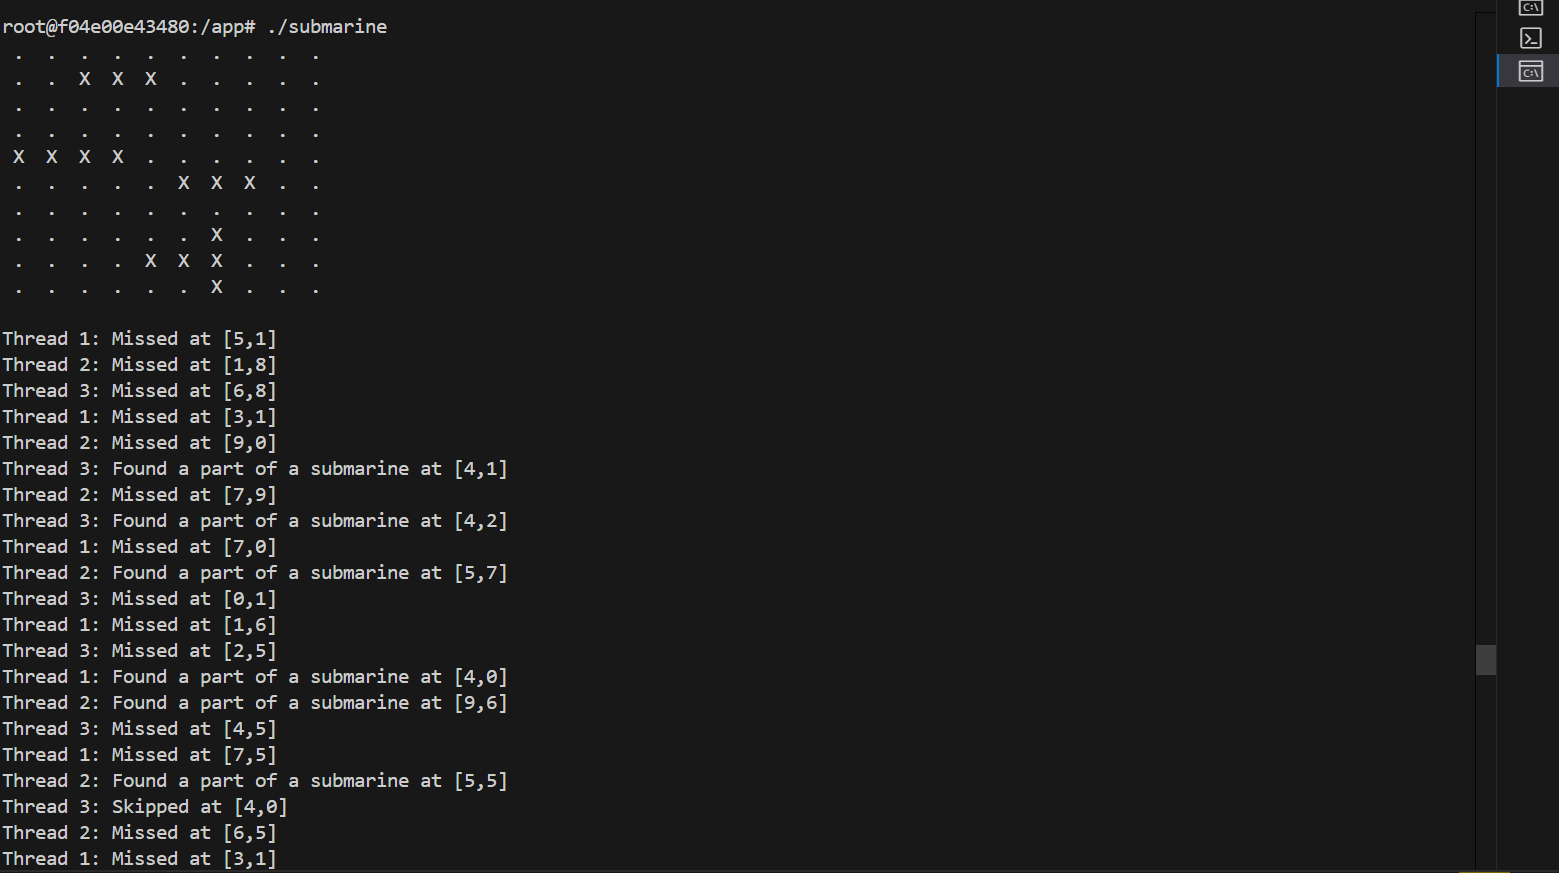 root@f04e00e43480:/app# ./submarine
. . . . . . . . . .
. . X X X . . . . .
. . . . . . . . . .
. . . . . . . . . .
X X X X . . . . . .
. . . . . X X X . .
. . . . . . . . . .
. . . . . . X . . .
. . . . X X X . . .
. . . . . . X . . .
Thread 1: Missed at [5,1]
Thread 2: Missed at [1,8]
Thread 3: Missed at [6,8]
Thread 1: Missed at [3,1]
Thread 2: Missed at [9,0]
Thread 3: Found a part of a submarine at [4,1]
Thread 2: Missed at [7,9]
Thread 3: Found a part of a submarine at [4,2]
Thread 1: Missed at [7,0]
Thread 2: Found a part of a submarine at [5,7]
Thread 3: Missed at [0,1]
Thread 1: Missed at [1,6]
Thread 3: Missed at [2,5]
Thread 1: Found a part of a submarine at [4,0]
Thread 2: Found a part of a submarine at [9,6]
Thread 3: Missed at [4,5]
Thread 1: Missed at [7,5]
Thread 2: Found a part of a submarine at [5,5]
Thread 3: Skipped at [4,0]
Thread 2: Missed at [6,5]
Thread 1: Missed at [3,1]